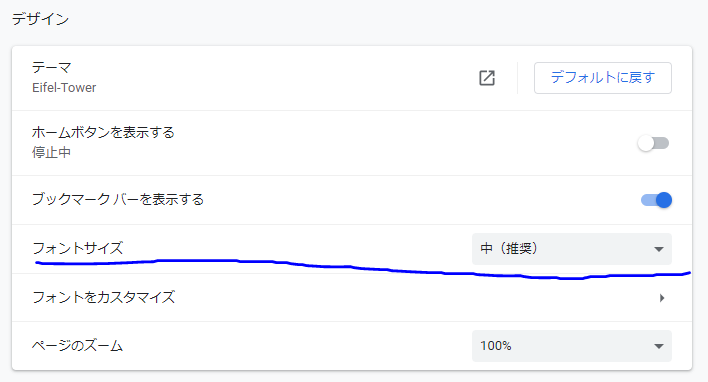 デザイン
テーマ
Eifel-Tower
デフォルトに戻す
ホームボタンを表示する
停止中
ブックマーク バーを表示する
フォントサイズ
中（推奨）
フォントをカスタマイズ
ページのズーム
100%